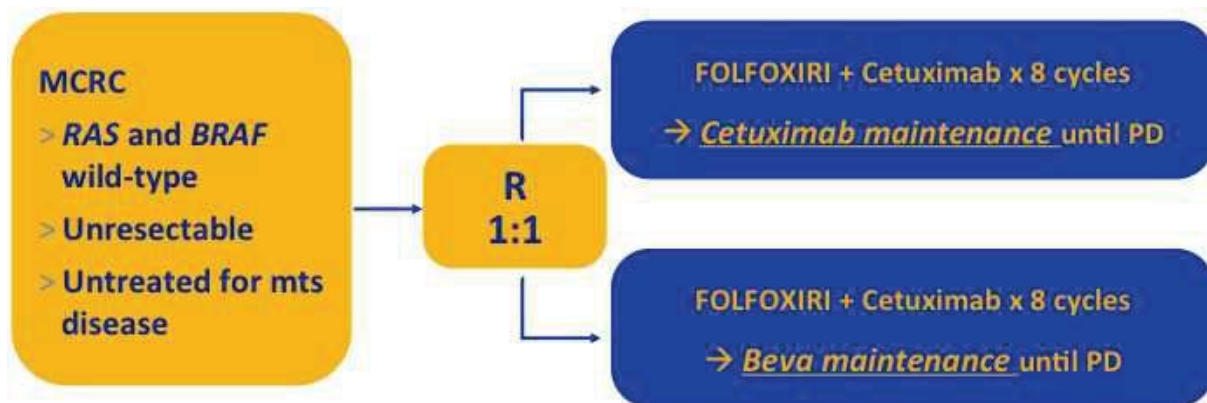 MCRC
> RAS and BRAF
wild-type
> Unresectable
> Untreated for mts
disease
R
1:1
FOLFOXIRI + Cetuximab x 8 cycles
→ Cetuximab maintenance until PD
FOLFOXIRI + Cetuximab x 8 cycles
→ Beva maintenance until PD